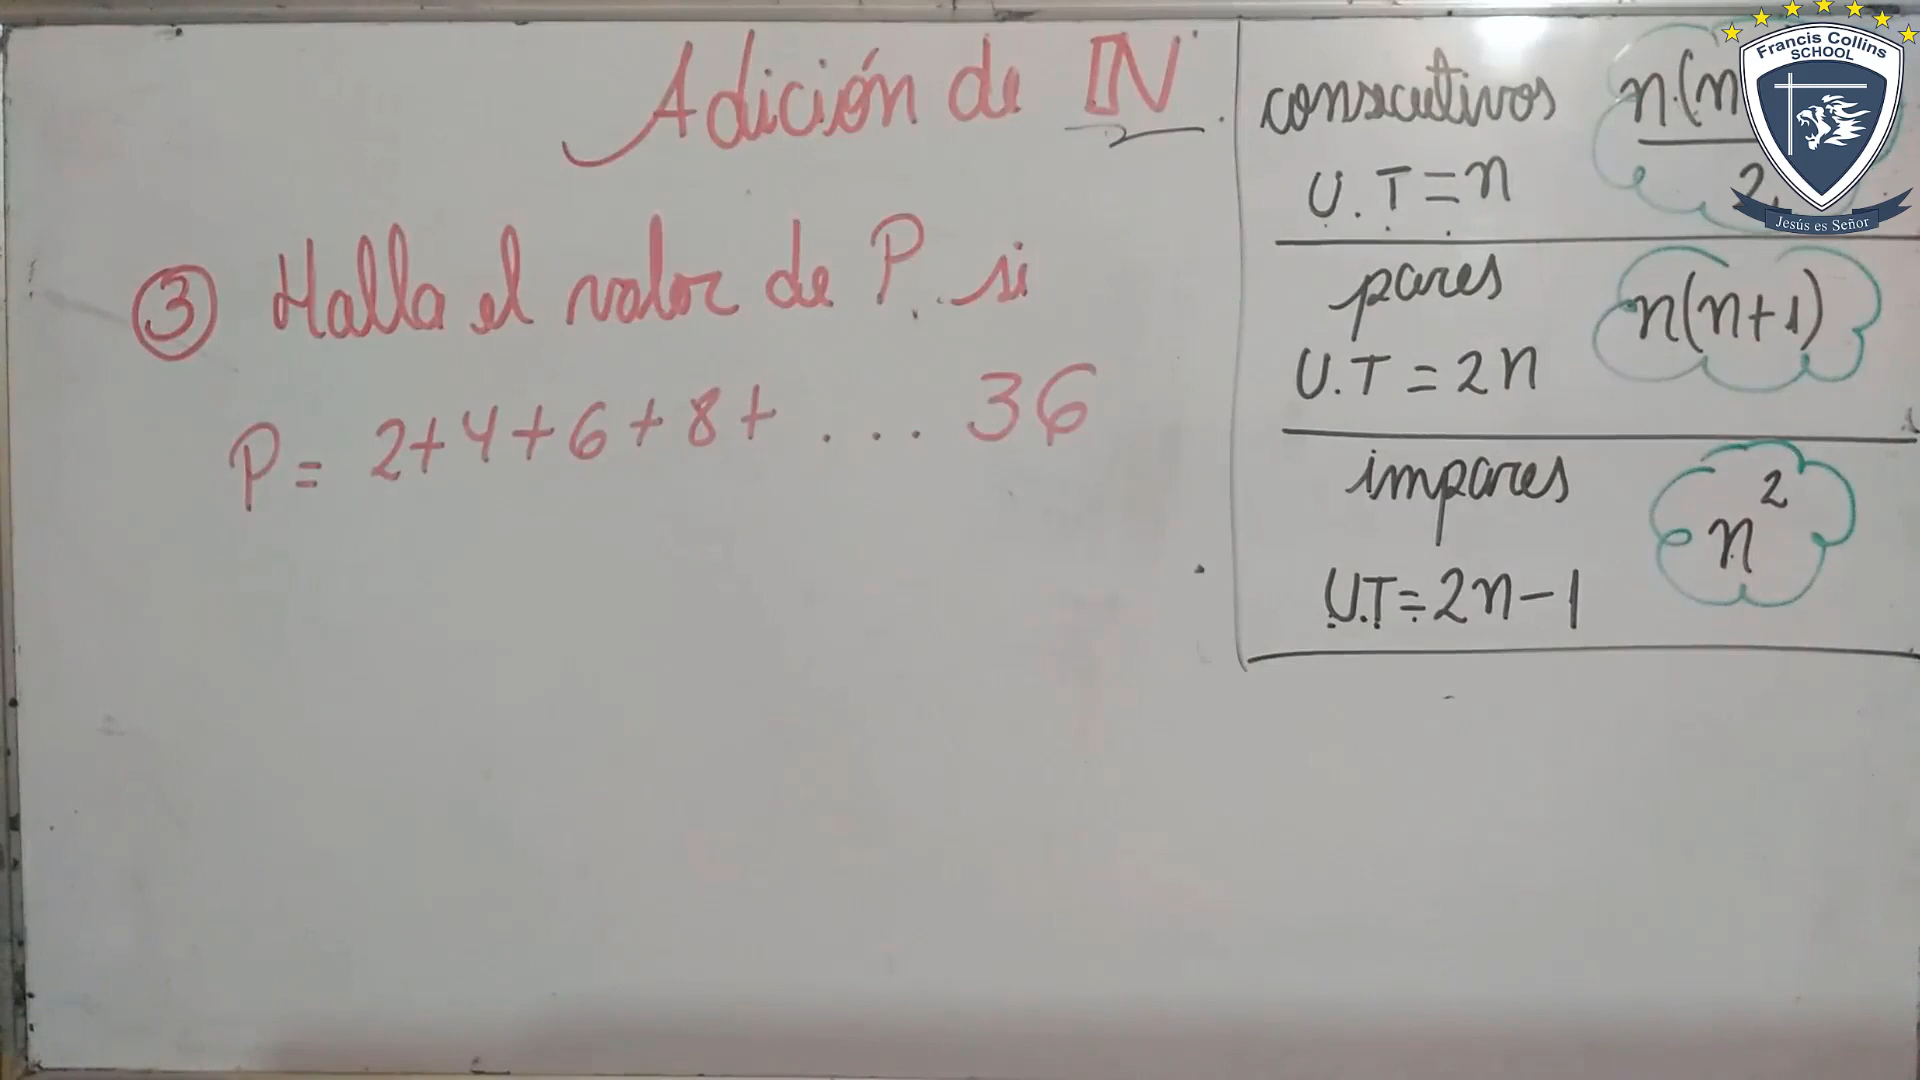 Adición de IN
③ Halla el valor de P. si
P = 2+4+6+8+ ... 36
consecutivos n.(n
2
U.T=n
pares n(n+1)
U.T=2n
impares n²
U.T=2n-1
Francis Collins
SCHOOL
Jesús es Señor